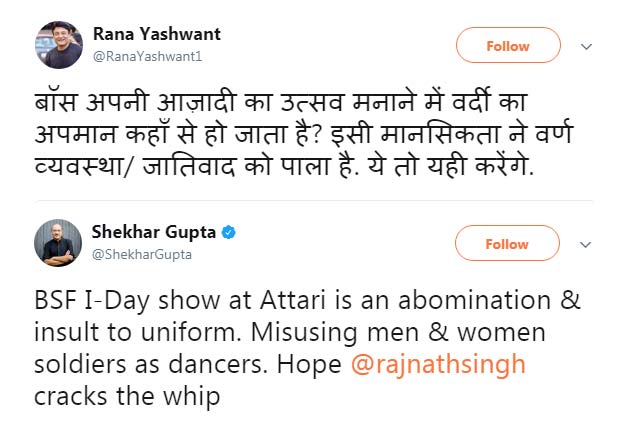 Rana Yashwant
@RanaYashwant1
Follow
बॉस अपनी आज़ादी का उत्सव मनाने में वर्दी का
अपमान कहाँ से हो जाता है? इसी मानसिकता ने वर्ण
व्यवस्था/ जातिवाद को पाला है. ये तो यही करेंगे.
Shekhar Gupta
@ShekharGupta
Follow
BSF I-Day show at Attari is an abomination &
insult to uniform. Misusing men & women
soldiers as dancers. Hope @rajnathsingh
cracks the whip